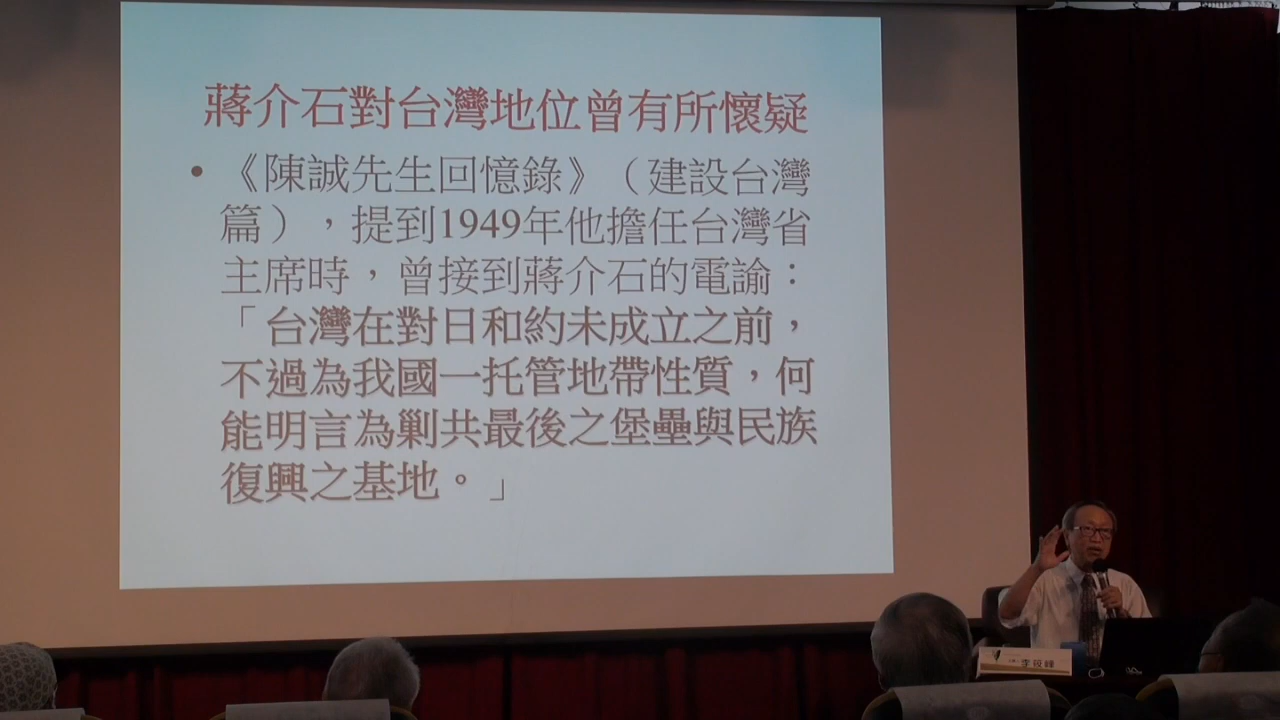 蔣介石對台灣地位曾有所懷疑
• 《陳誠先生回憶錄》（建設台灣
篇），提到1949年他擔任台灣省
主席時，曾接到蔣介石的電諭：
「台灣在對日和約未成立之前，
不過為我國一托管地帶性質，何
能明言為剿共最後之堡壘與民族
復興之基地。」
李筱峰